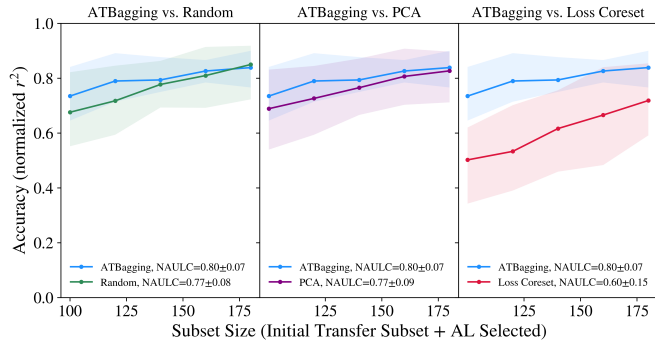 ATBagging vs. Random
ATBagging vs. PCA
ATBagging vs. Loss Coreset
Accuracy (normalized r²)
1.0
0.8
0.6
0.4
0.2
0.0
ATBagging, NAULC=0.80±0.07
Random, NAULC=0.77±0.08
ATBagging, NAULC=0.80±0.07
PCA, NAULC=0.77±0.09
ATBagging, NAULC=0.80±0.07
Loss Coreset, NAULC=0.60±0.15
100 125 150 175
125 150 175
125 150 175
Subset Size (Initial Transfer Subset + AL Selected)